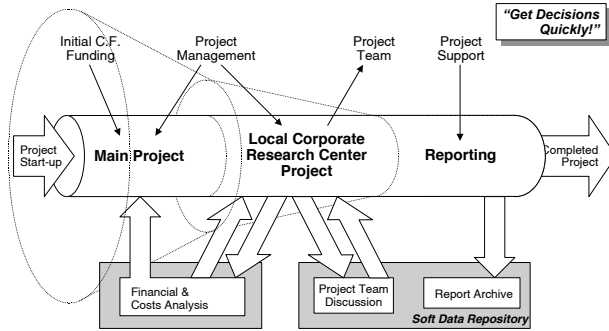 “Get Decisions
Quickly!”
Initial C.F.
Funding
Project
Management
Project
Team
Project
Support
Project
Start-up
Main Project
Local Corporate
Research Center
Project
Reporting
Completed
Project
Financial &
Costs Analysis
Project Team
Discussion
Report Archive
Soft Data Repository